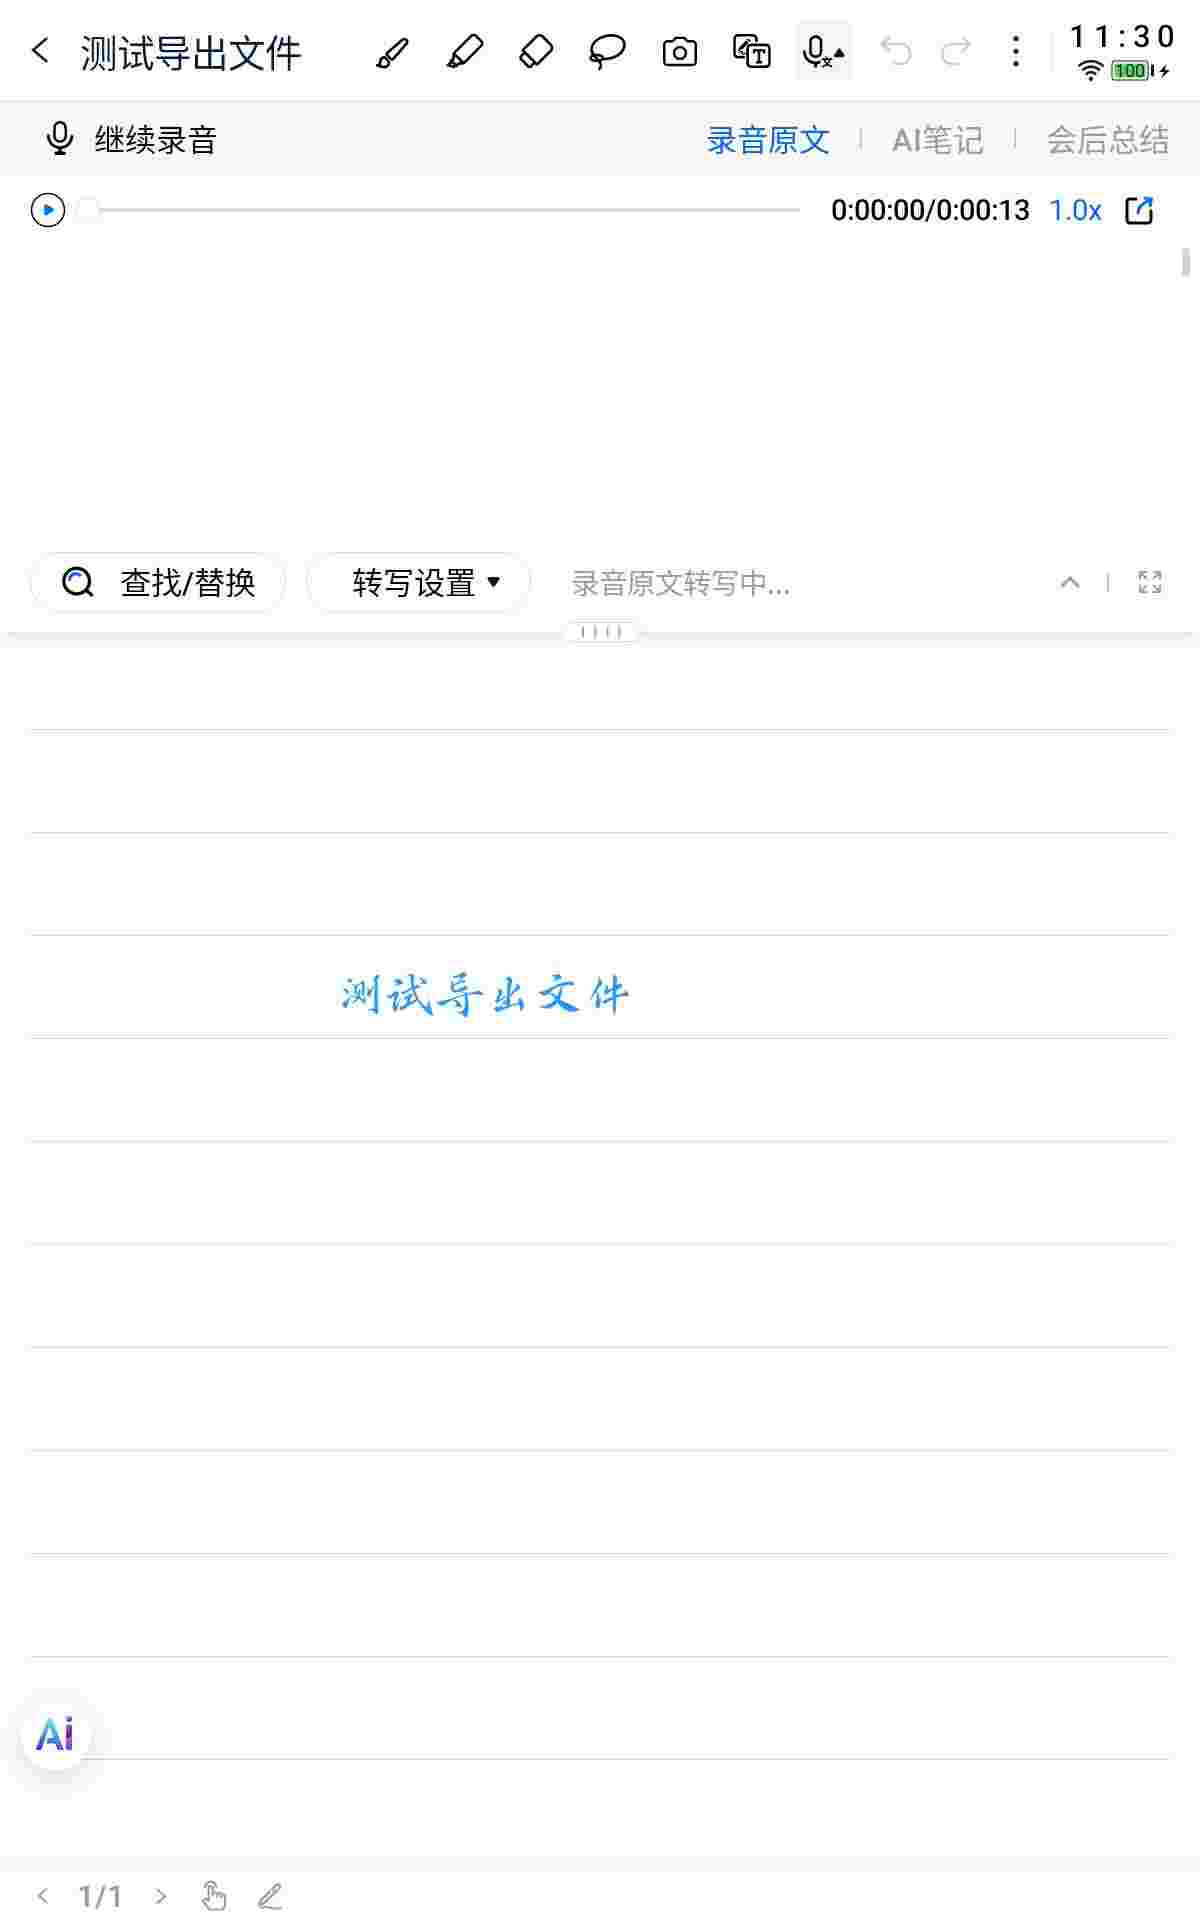 测试导出文件
11:30
100
继续录音
录音原文 AI笔记 会后总结
0:00:00/0:00:13 1.0x
查找/替换 转写设置 录音原文转写中...
测试导出文件
Ai
1/1